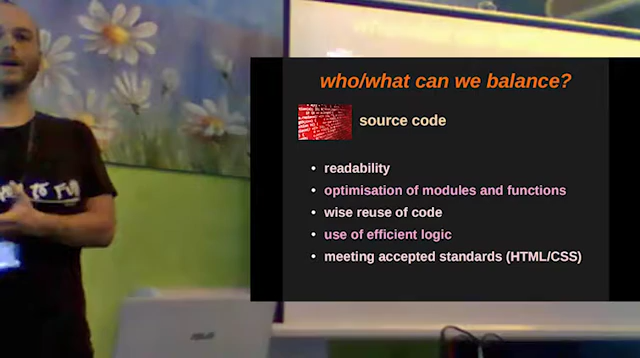 who/what can we balance?
source code
• readability
• optimisation of modules and functions
• wise reuse of code
• use of efficient logic
• meeting accepted standards (HTML/CSS)
ASUS